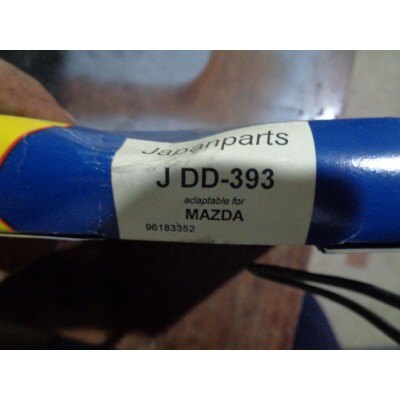 Japanparts
J DD-393
adaptable for
MAZDA
96183352